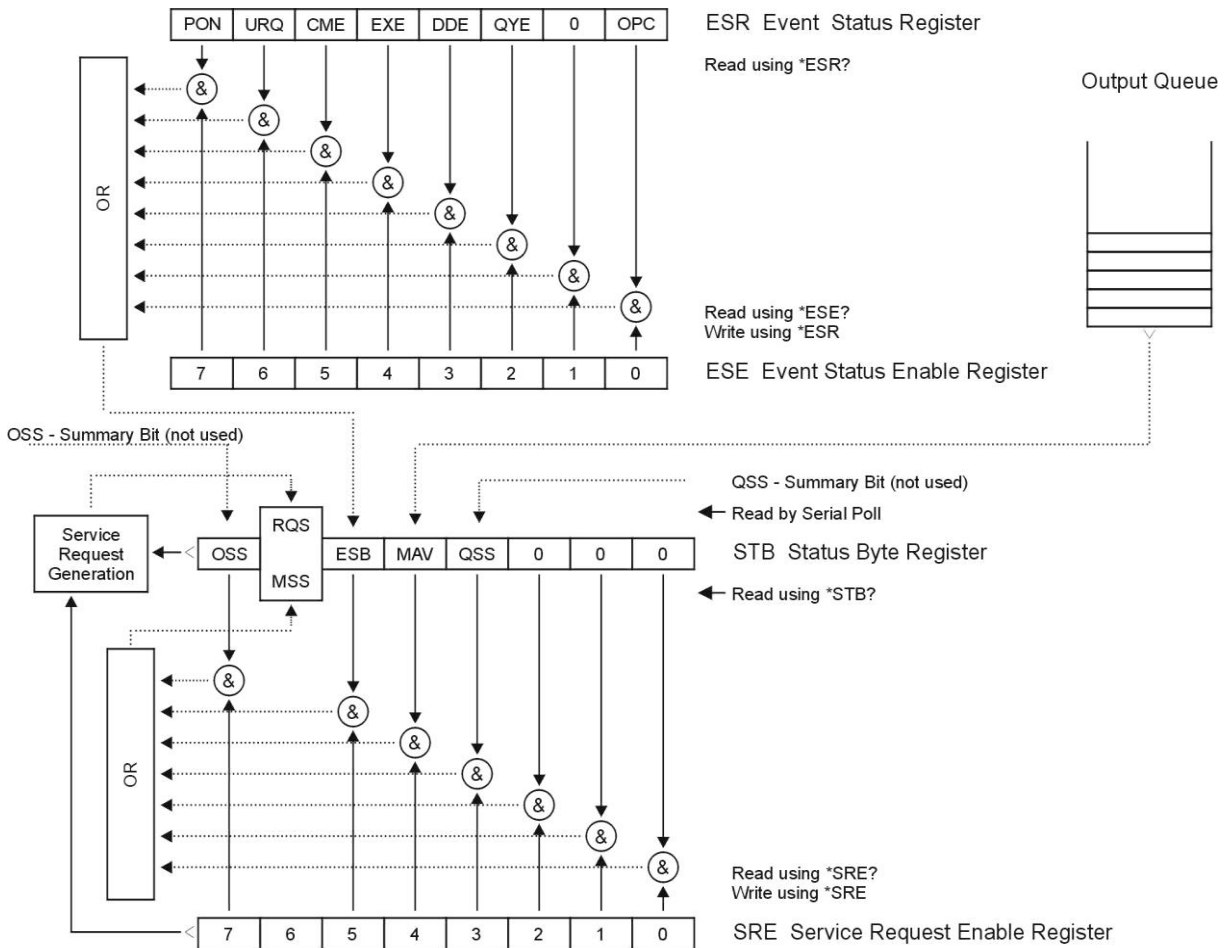 PON URQ CME EXE DDE QYE 0 OPC
ESR Event Status Register
Read using *ESR?
Output Queue
&
&
&
&
OR
&
&
&
&
Read using *ESE?
Write using *ESR
7 6 5 4 3 2 1 0
ESE Event Status Enable Register
OSS - Summary Bit (not used)
QSS - Summary Bit (not used)
Read by Serial Poll
Service
Request
Generation
RQS
MSS
OSS ESB MAV QSS 0 0 0
STB Status Byte Register
Read using *STB?
&
&
&
OR
&
&
&
&
Read using *SRE?
Write using *SRE
7 6 5 4 3 2 1 0
SRE Service Request Enable Register